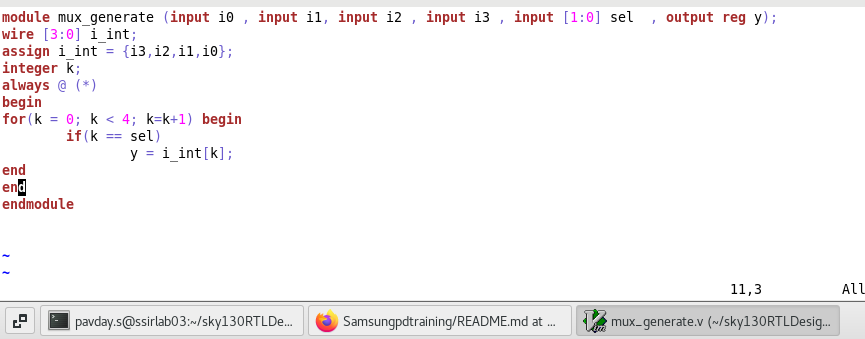 module mux_generate (input i0 , input i1, input i2 , input i3 , input [1:0] sel  , output reg y);
wire [3:0] i_int;
assign i_int = {i3,i2,i1,i0};
integer k;
always @ (*)
begin
for(k = 0; k < 4; k=k+1) begin
        if(k == sel)
                y = i_int[k];
end
end
endmodule
~
~
11,3 All
pavday.s@ssirlab03:~/sky130RTLDe... Samsungpdtraining/README.md at ... mux_generate.v (~/sky130RTLDesig...